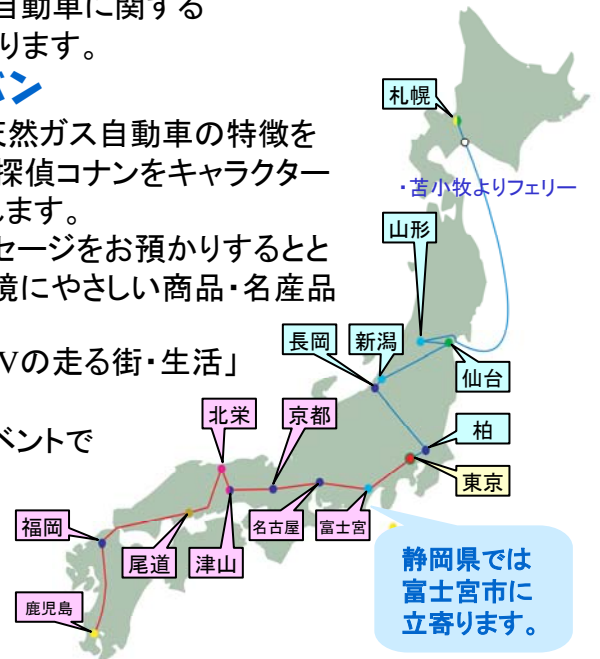 自動車に関する
ります。
バン
天然ガス自動車の特徴を
探偵コナンをキャラクター
します。
セージをお預かりするとと
境にやさしい商品・名産品
Vの走る街・生活」
ベントで
札幌
・苫小牧よりフェリー
山形
長岡
新潟
仙台
北栄
京都
柏
東京
名古屋
富士宮
福岡
尾道
津山
鹿児島
静岡県では
富士宮市に
立寄ります。